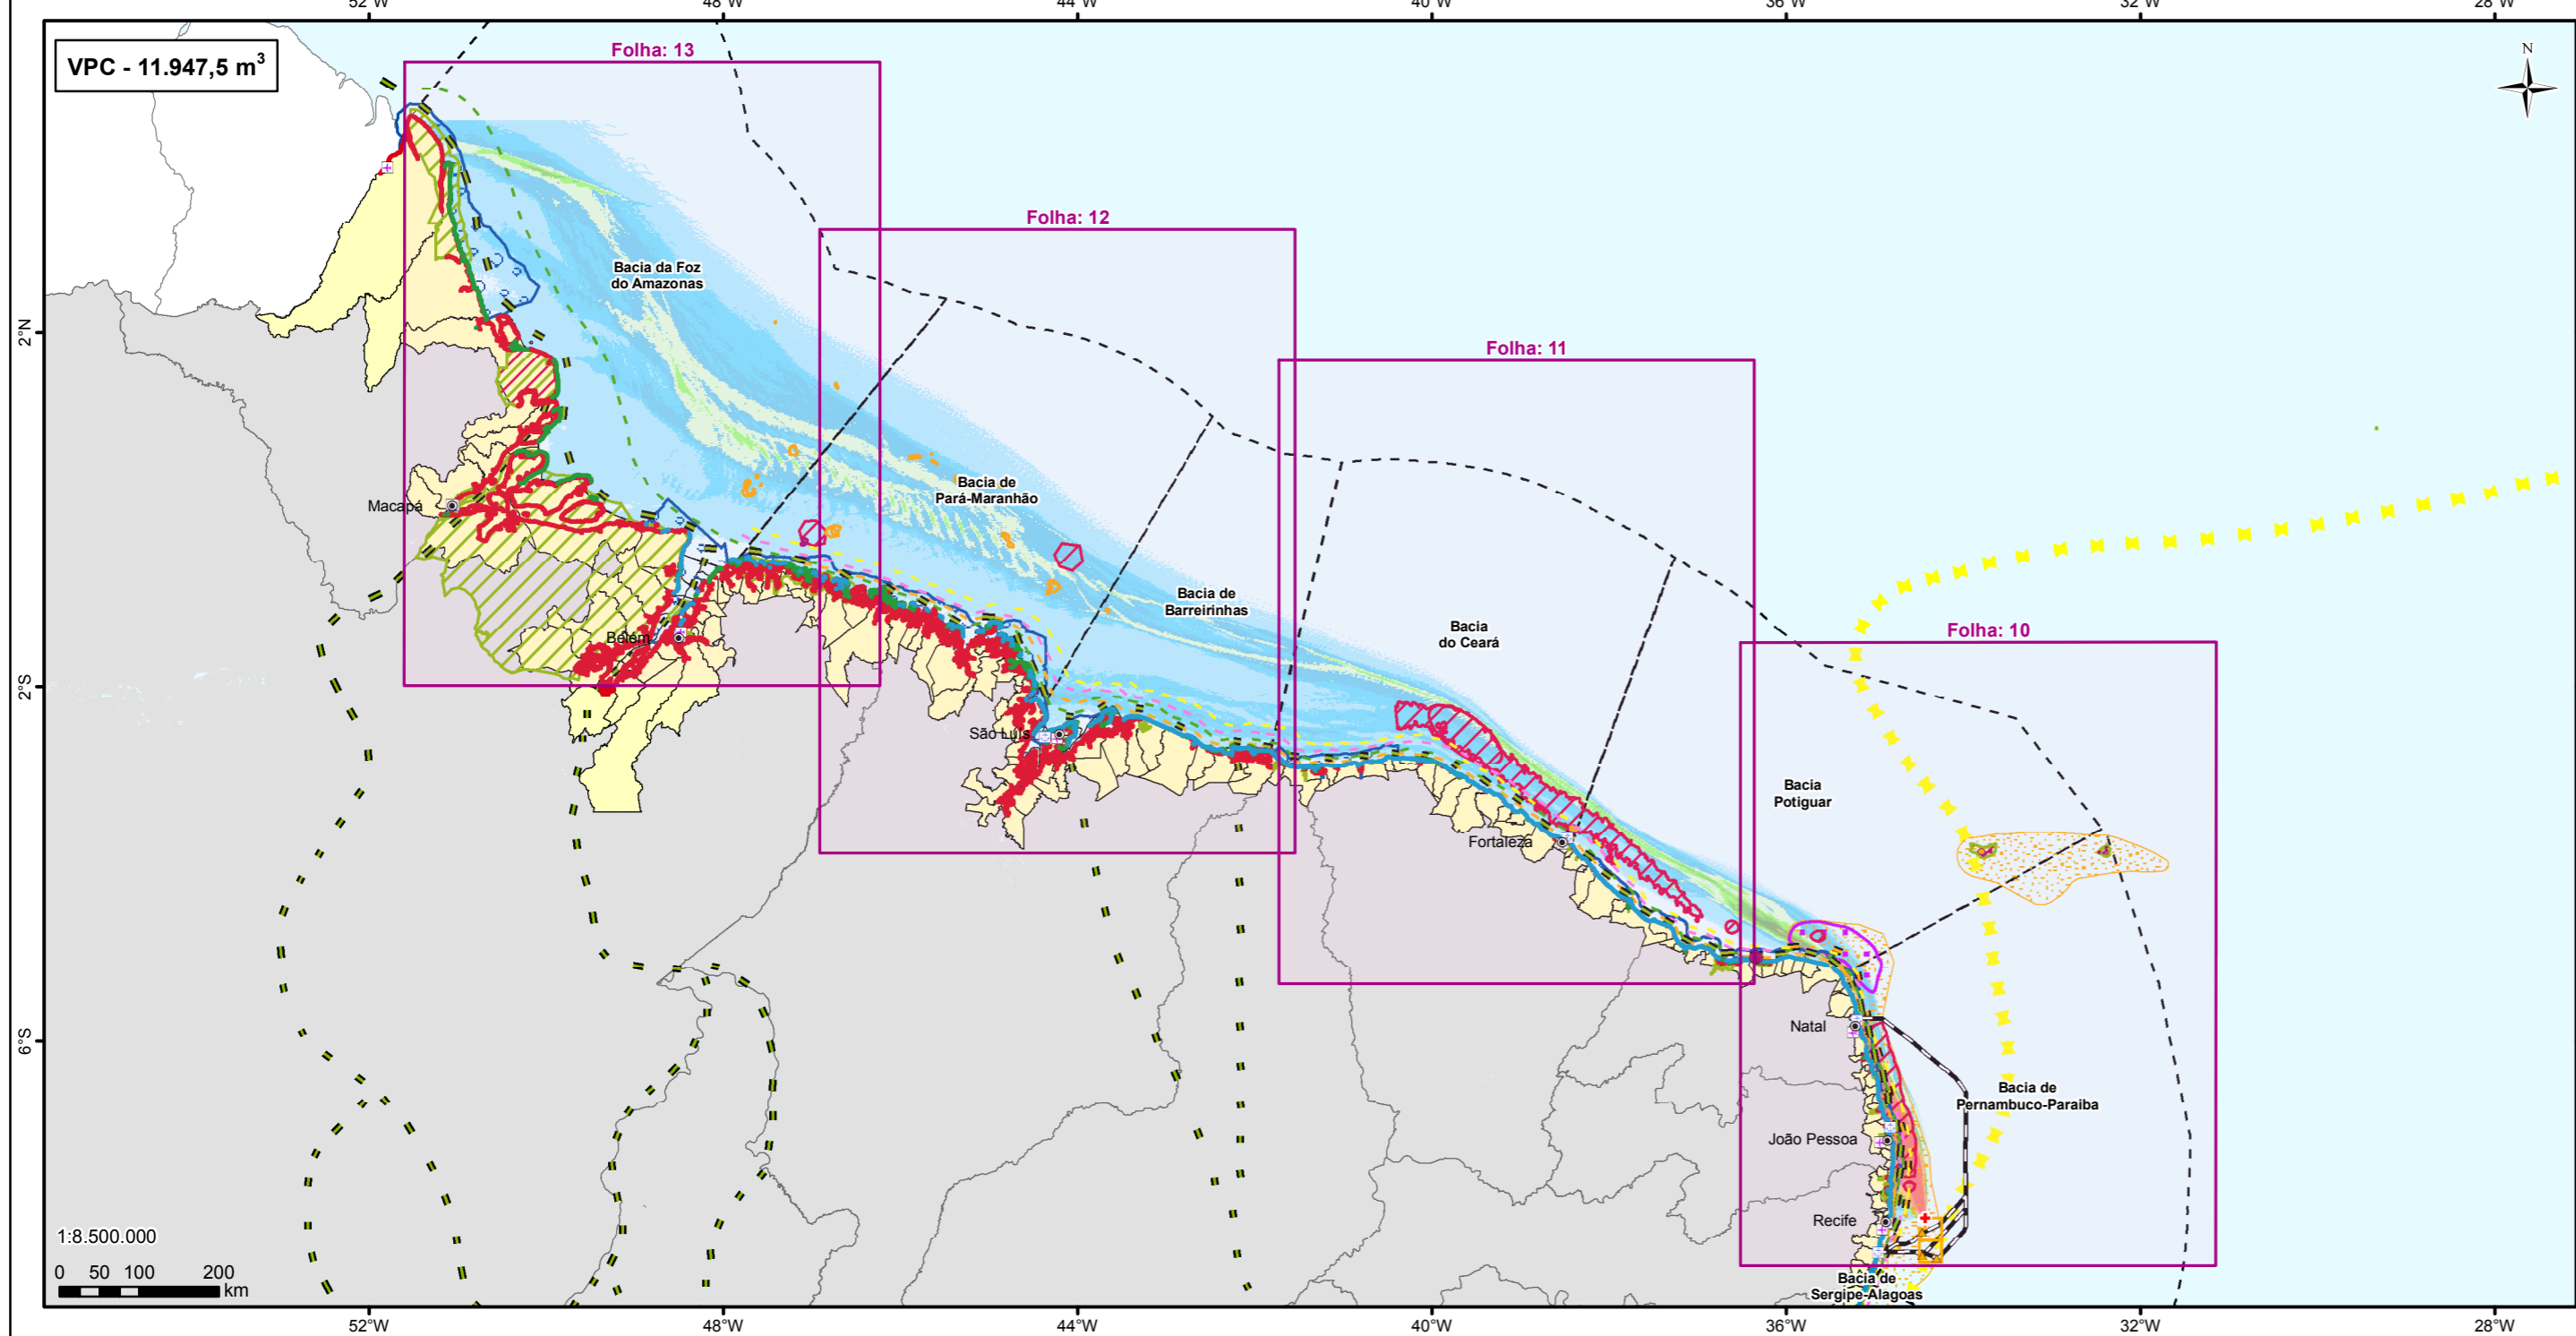 52°W 48°W 44°W 40°W 36°W 32°W 28°W
VPC - 11.947,5 m³
Folha: 13
N
Folha: 12
Bacia da Foz
do Amazonas
2°N
Folha: 11
Bacia de
Pará-Maranhão
Macapá
Bacia de
Barreirinhas
Bacia
do Ceará
Folha: 10
Belém
2°S
São Luís
Bacia
Potiguar
Fortaleza
Natal
6°S
Bacia de
Pernambuco-Paraiba
João Pessoa
Recife
1:8.500.000
0 50 100 200
km
Bacia de
Sergipe-Alagoas
52°W 48°W 44°W 40°W 36°W 32°W 28°W